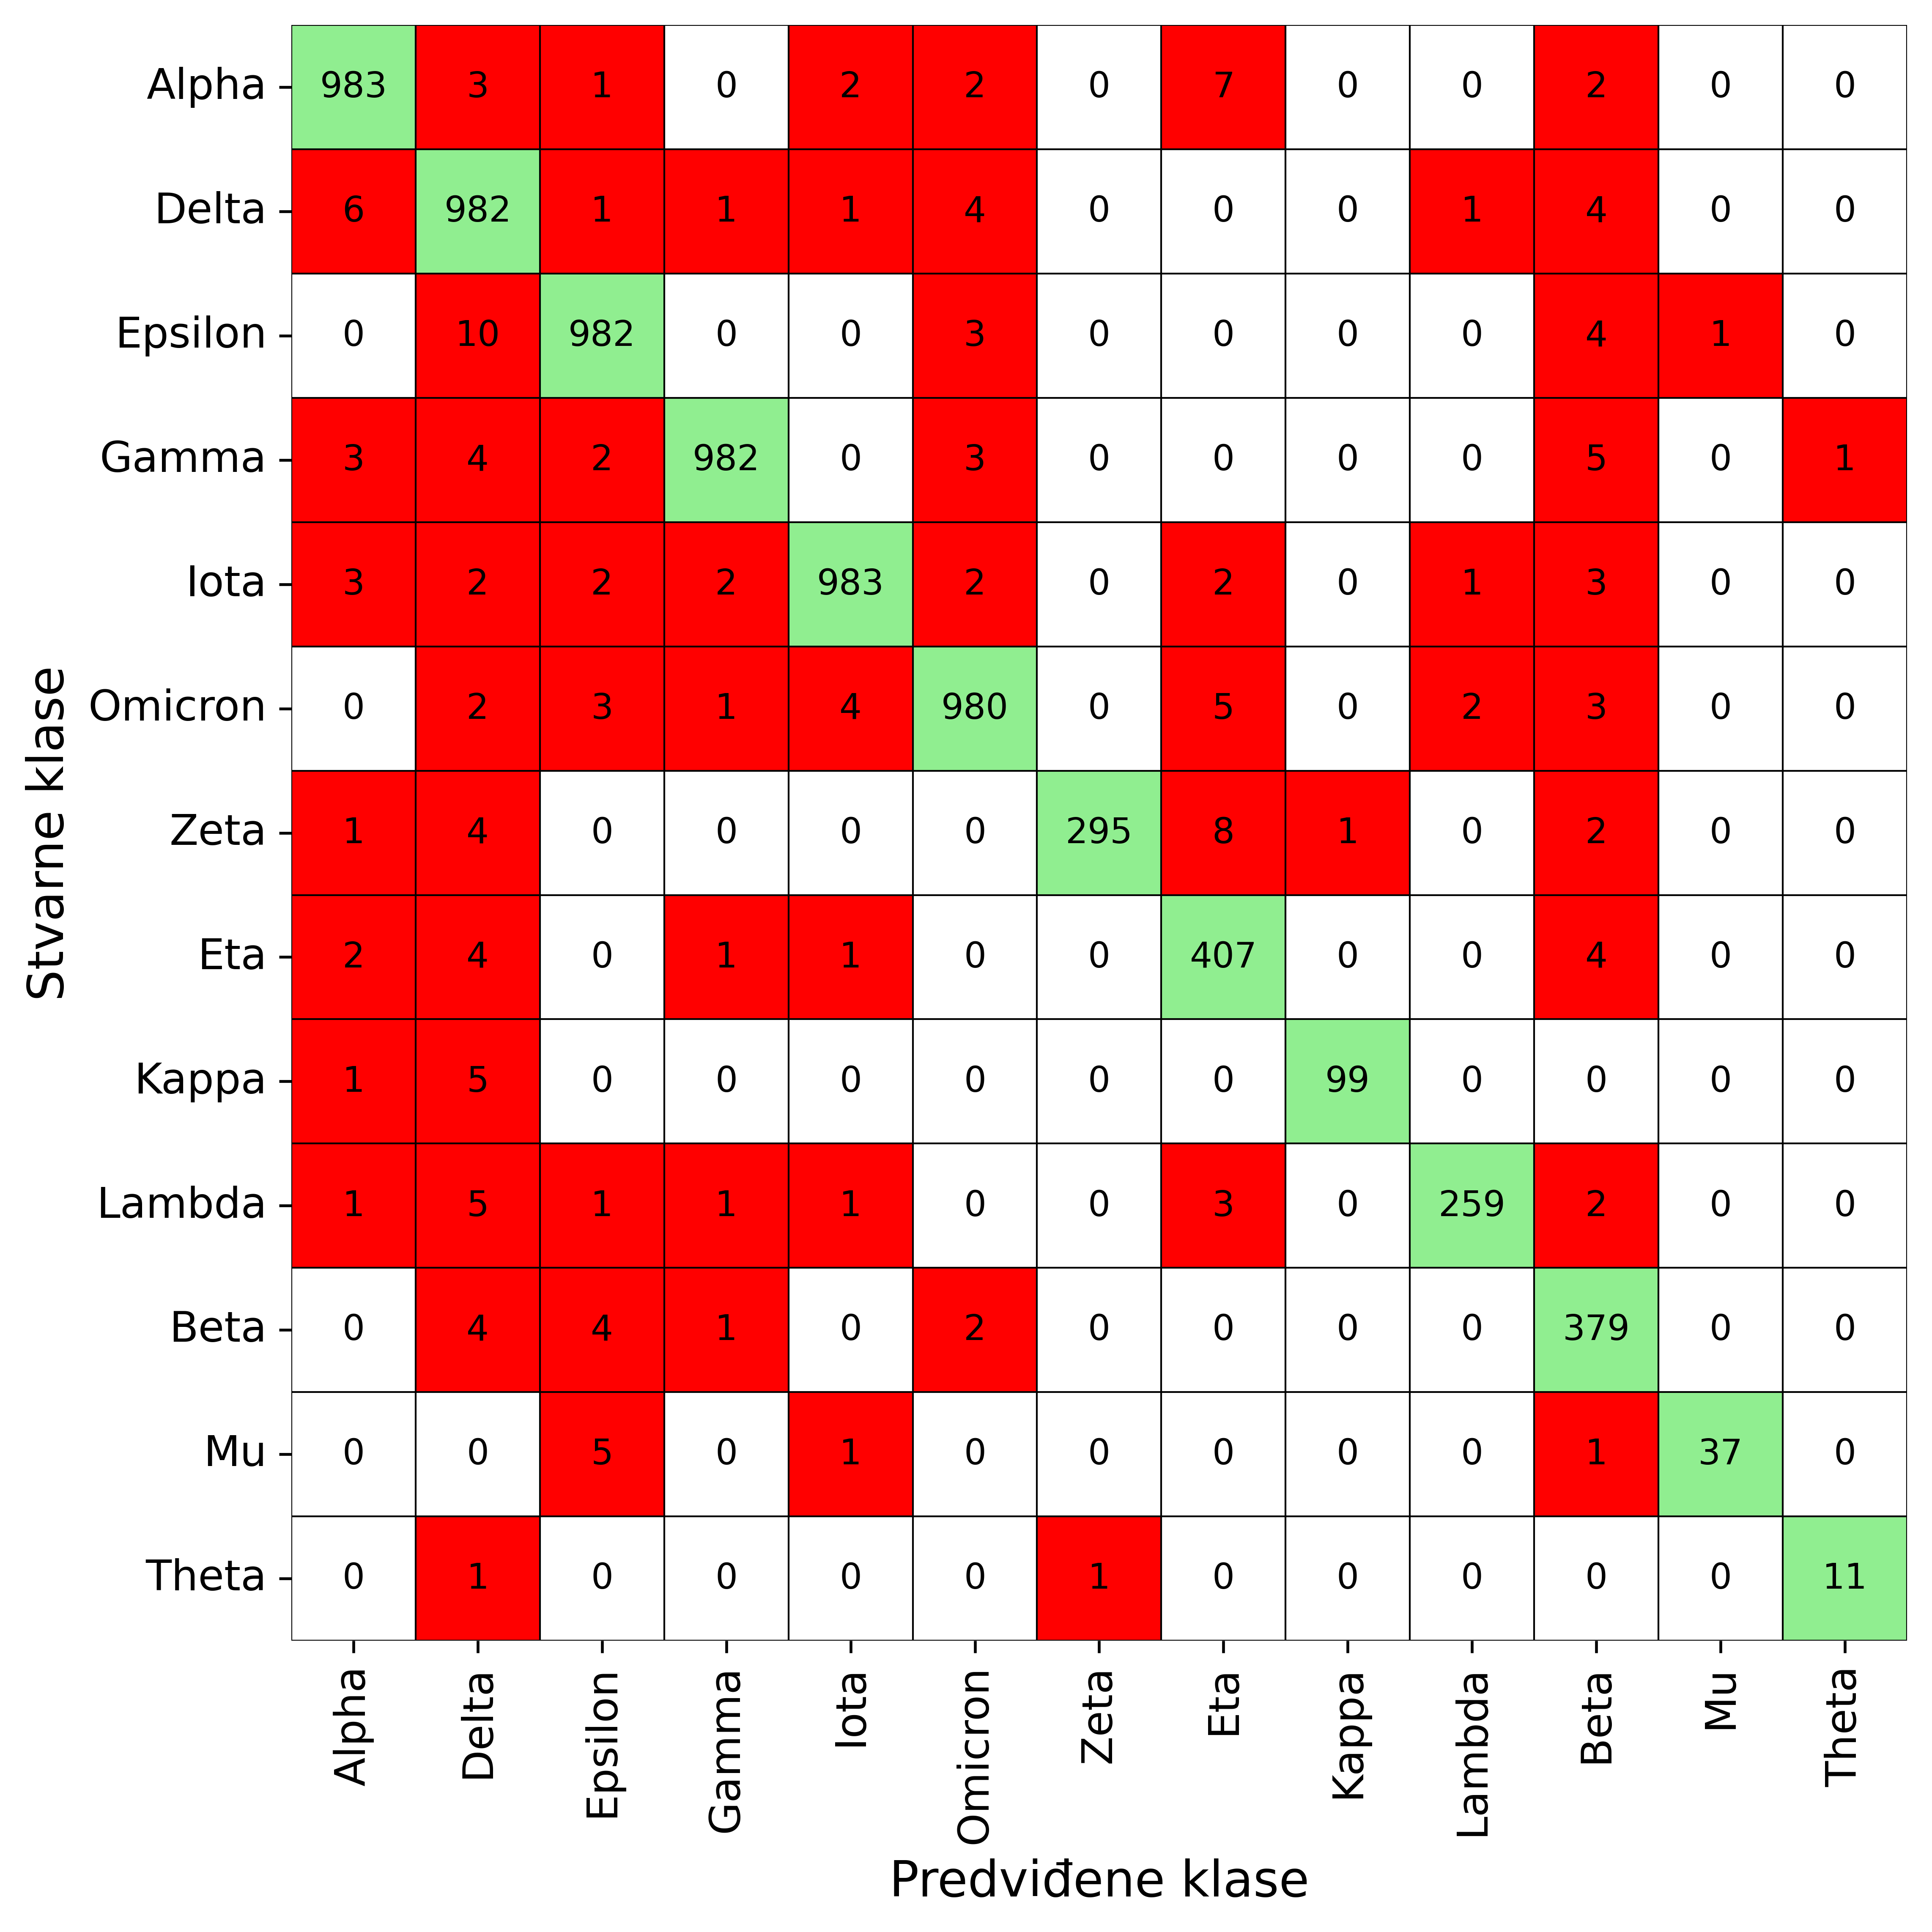 Stvarne klase
Alpha 983 3 1 0 2 2 0 7 0 0 2 0 0
Delta 6 982 1 1 1 4 0 0 0 1 4 0 0
Epsilon 0 10 982 0 0 3 0 0 0 0 4 1 0
Gamma 3 4 2 982 0 3 0 0 0 0 5 0 1
Iota 3 2 2 2 983 2 0 2 0 1 3 0 0
Omicron 0 2 3 1 4 980 0 5 0 2 3 0 0
Zeta 1 4 0 0 0 0 295 8 1 0 2 0 0
Eta 2 4 0 1 1 0 0 407 0 0 4 0 0
Kappa 1 5 0 0 0 0 0 0 99 0 0 0 0
Lambda 1 5 1 1 1 0 0 3 0 259 2 0 0
Beta 0 4 4 1 0 2 0 0 0 0 379 0 0
Mu 0 0 5 0 1 0 0 0 0 0 1 37 0
Theta 0 1 0 0 0 0 1 0 0 0 0 0 11
Alpha Delta Epsilon Gamma Iota Omicron Zeta Eta Kappa Lambda Beta Mu Theta
Predviđene klase